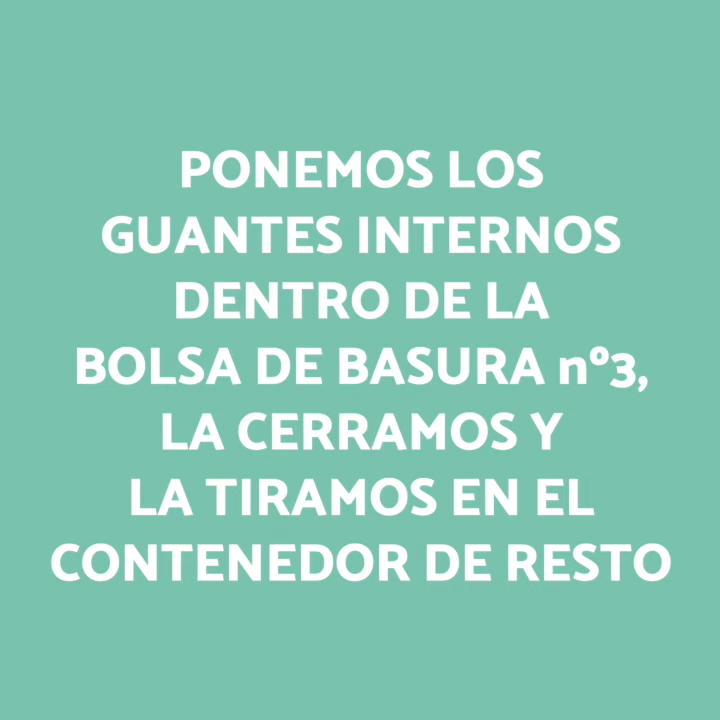 PONEMOS LOS
GUANTES INTERNOS
DENTRO DE LA
BOLSA DE BASURA nº3,
LA CERRAMOS Y
LA TIRAMOS EN EL
CONTENEDOR DE RESTO